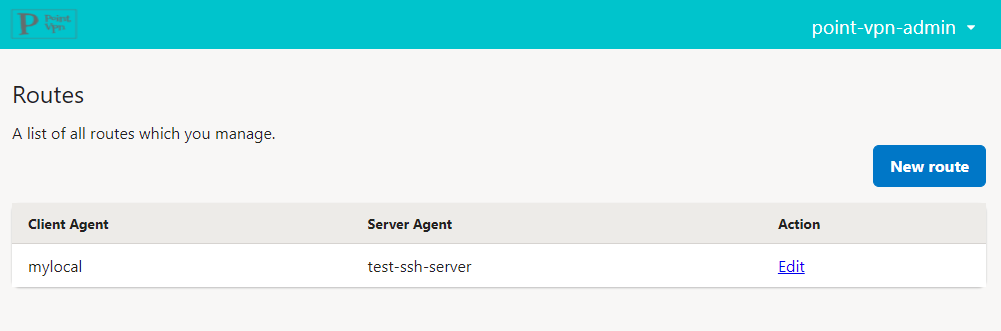 P Point Vpn
point-vpn-admin
Routes
A list of all routes which you manage.
New route
Client Agent Server Agent Action
mylocal test-ssh-server Edit